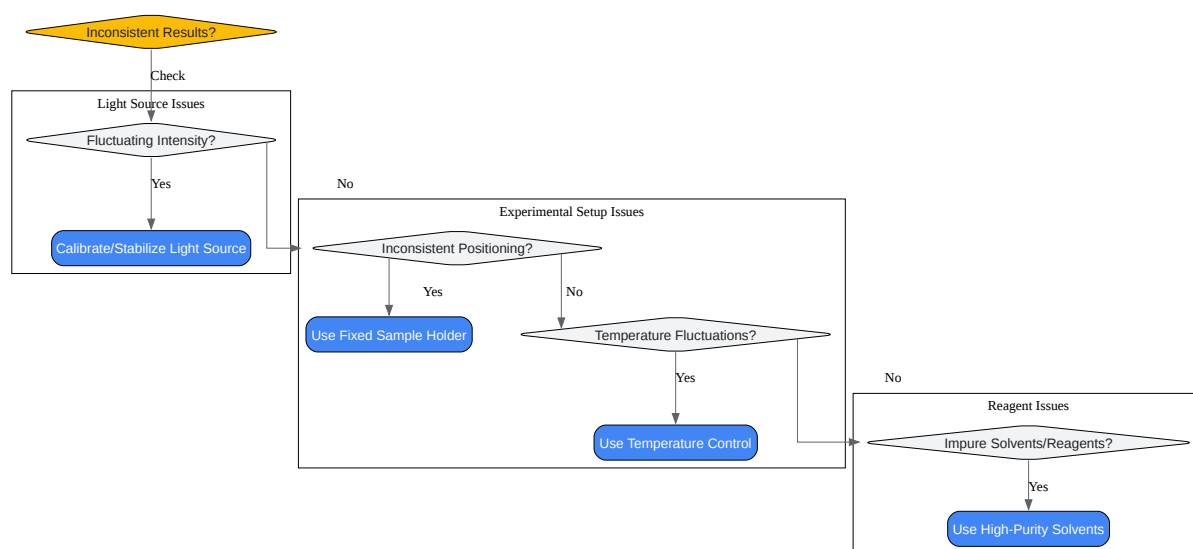 Inconsistent Results?
Check
Light Source Issues
Fluctuating Intensity?
Yes
No
Calibrate/Stabilize Light Source
Experimental Setup Issues
Inconsistent Positioning?
Yes
No
Use Fixed Sample Holder
Temperature Fluctuations?
Yes
No
Use Temperature Control
Reagent Issues
Impure Solvents/Reagents?
Yes
Use High-Purity Solvents